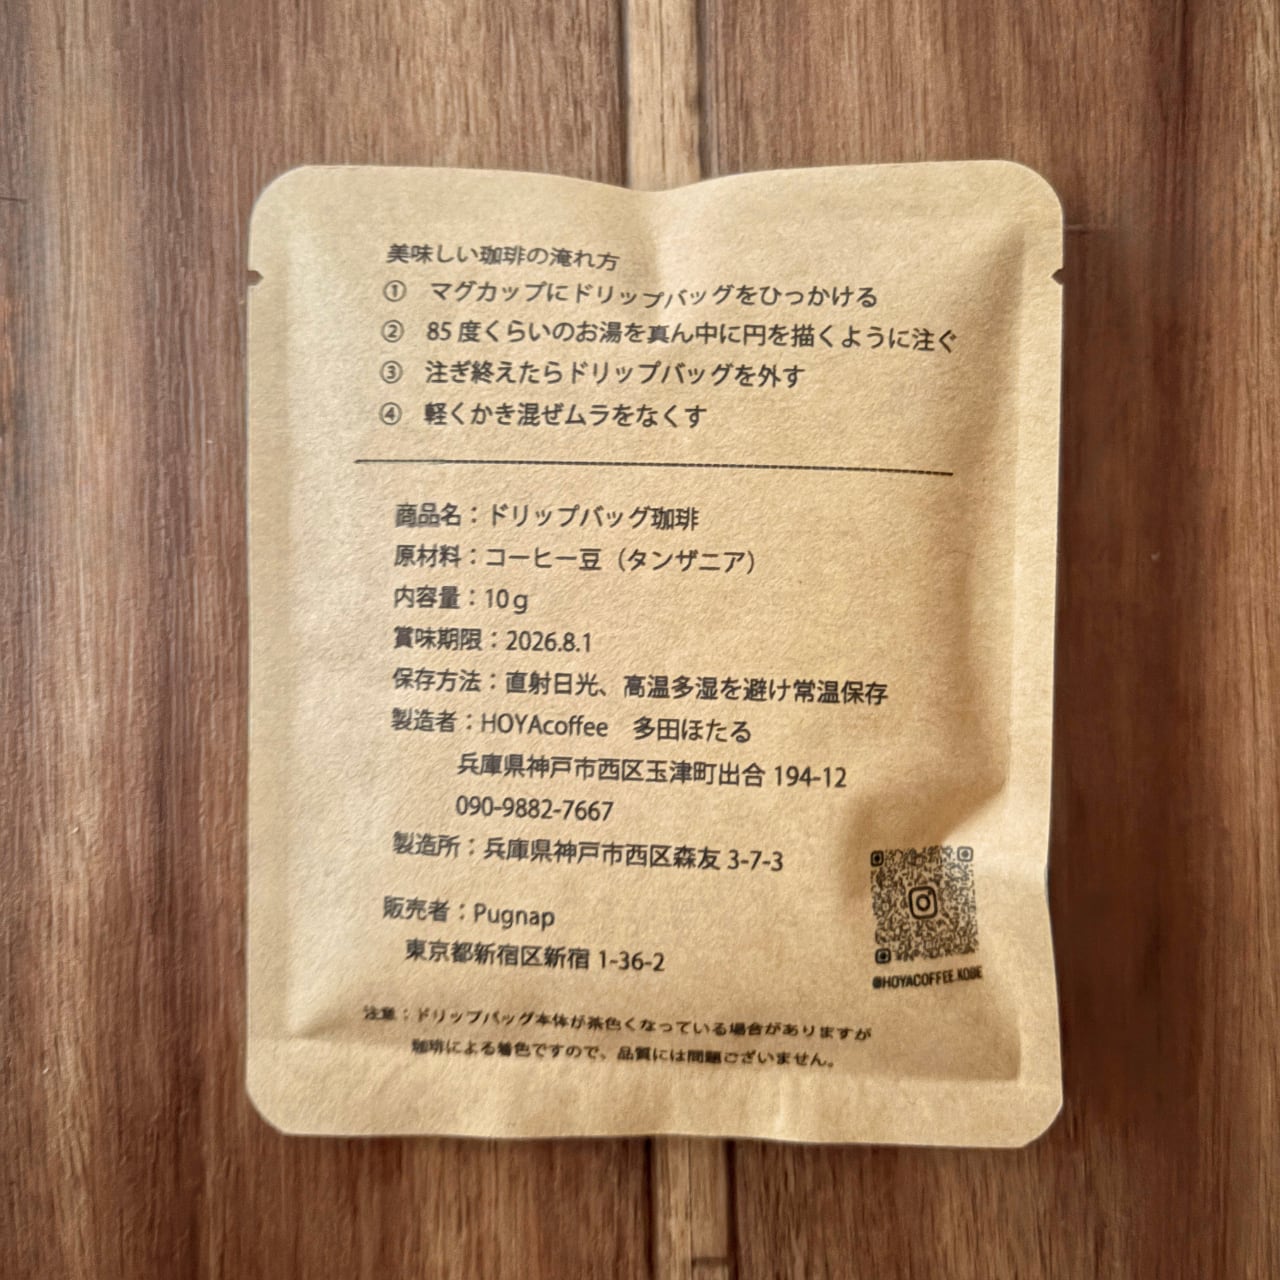 美味しい珈琲の淹れ方
① マグカップにドリップバッグをひっかける
② 85度くらいのお湯を真ん中に円を描くように注ぐ
③ 注ぎ終えたらドリップバッグを外す
④ 軽くかき混ぜムラをなくす
商品名：ドリップバッグ珈琲
原材料：コーヒー豆（タンザニア）
内容量：10g
賞味期限：2026.8.1
保存方法：直射日光、高温多湿を避け常温保存
製造者：HOYAcoffee 多田ほたる
兵庫県神戸市西区玉津町出合 194-12
090-9882-7667
製造所：兵庫県神戸市西区森友 3-7-3
販売者：Pugnap
東京都新宿区新宿 1-36-2
@HOYACOFFEE.KOBE
注意：ドリップバッグ本体が茶色くなっている場合がありますが
珈琲による着色ですので、品質には問題ございません。